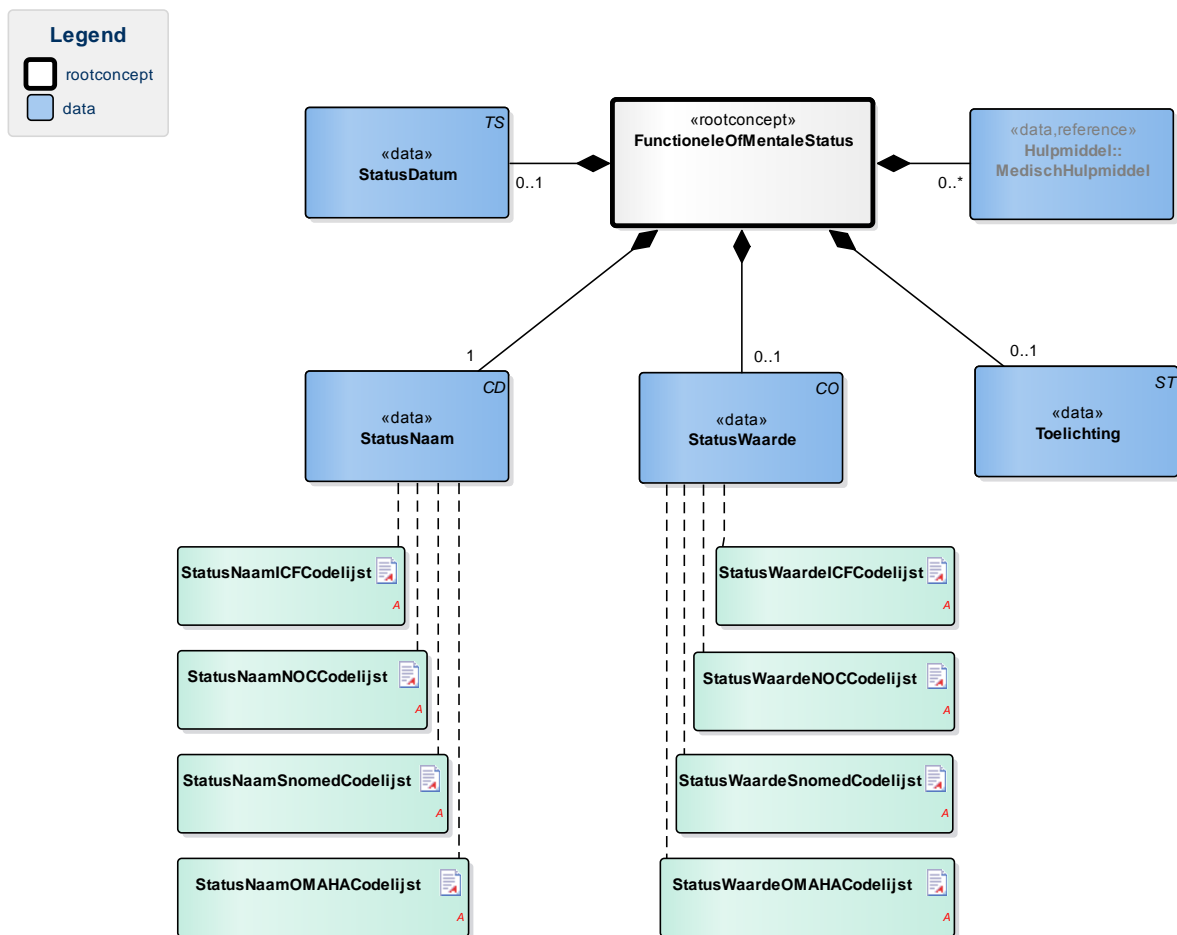 Legend
rootconcept
data
TS
«data»
StatusDatum
0..1
«rootconcept»
FunctioneleOfMentaleStatus
«data,reference»
Hulpmiddel::
MedischHulpmiddel
0..*
1
0..1
0..1
CD
«data»
StatusNaam
CO
«data»
StatusWaarde
ST
«data»
Toelichting
StatusNaamICFCodelijst
A
StatusWaardeICFCodelijst
A
StatusNaamNOCCodelijst
A
StatusWaardeNOCCodelijst
A
StatusNaamSnomedCodelijst
A
StatusWaardeSnomedCodelijst
A
StatusNaamOMAHACodelijst
A
StatusWaardeOMAHACodelijst
A